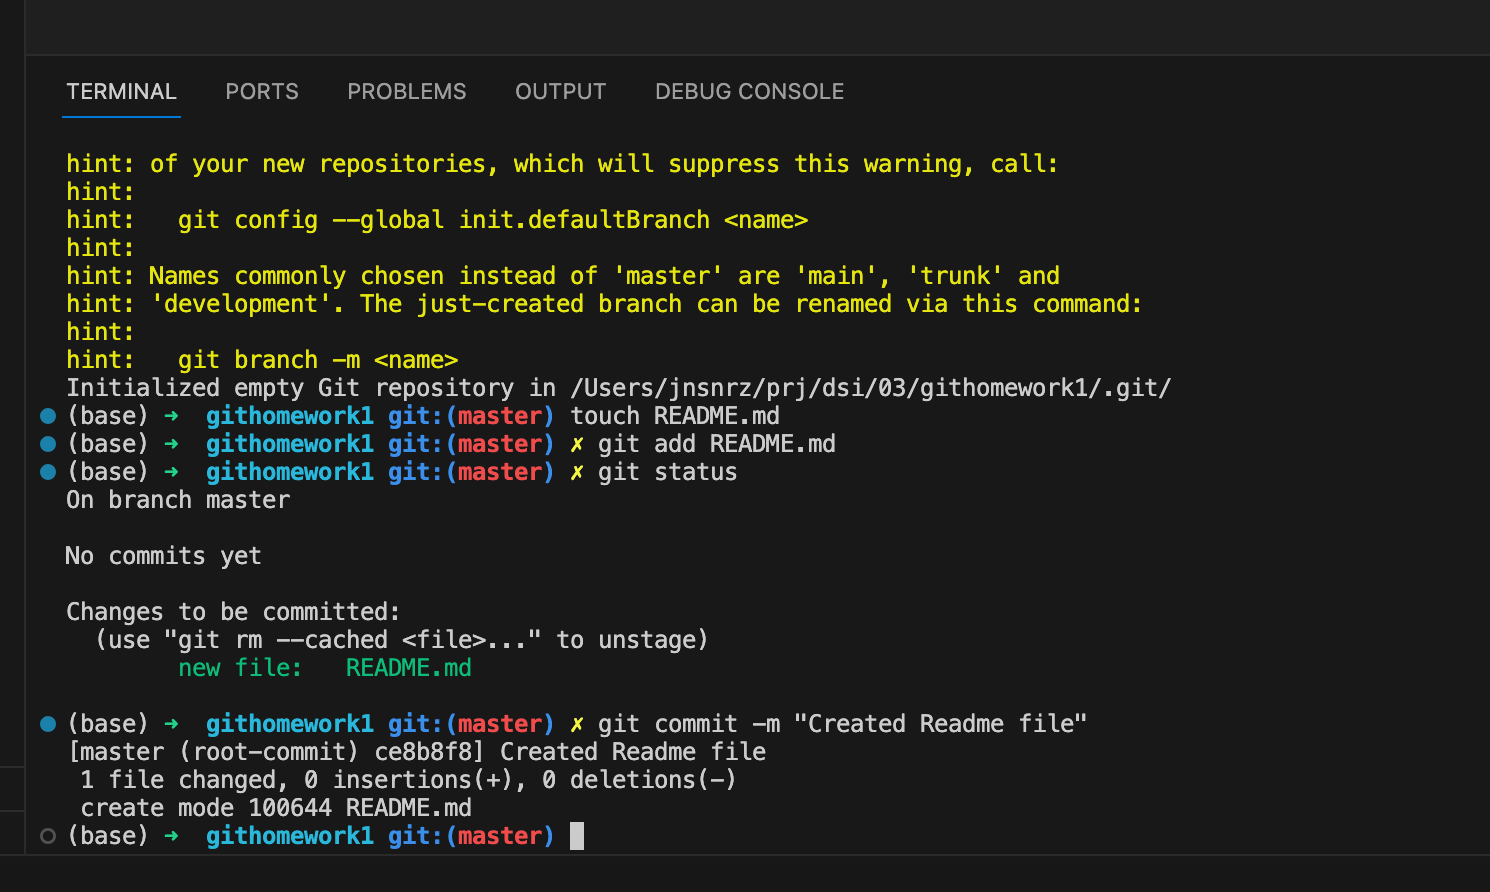 TERMINAL PORTS PROBLEMS OUTPUT DEBUG CONSOLE
hint: of your new repositories, which will suppress this warning, call:
hint:
hint:   git config --global init.defaultBranch <name>
hint:
hint: Names commonly chosen instead of 'master' are 'main', 'trunk' and
hint: 'development'. The just-created branch can be renamed via this command:
hint:
hint:   git branch -m <name>
Initialized empty Git repository in /Users/jnsnrz/prj/dsi/03/githomework1/.git/
(base) ➜  githomework1 git:(master) touch README.md
(base) ➜  githomework1 git:(master) ✗ git add README.md
(base) ➜  githomework1 git:(master) ✗ git status
On branch master
No commits yet
Changes to be committed:
  (use "git rm --cached <file>..." to unstage)
        new file:   README.md
(base) ➜  githomework1 git:(master) ✗ git commit -m "Created Readme file"
[master (root-commit) ce8b8f8] Created Readme file
 1 file changed, 0 insertions(+), 0 deletions(-)
 create mode 100644 README.md
(base) ➜  githomework1 git:(master)